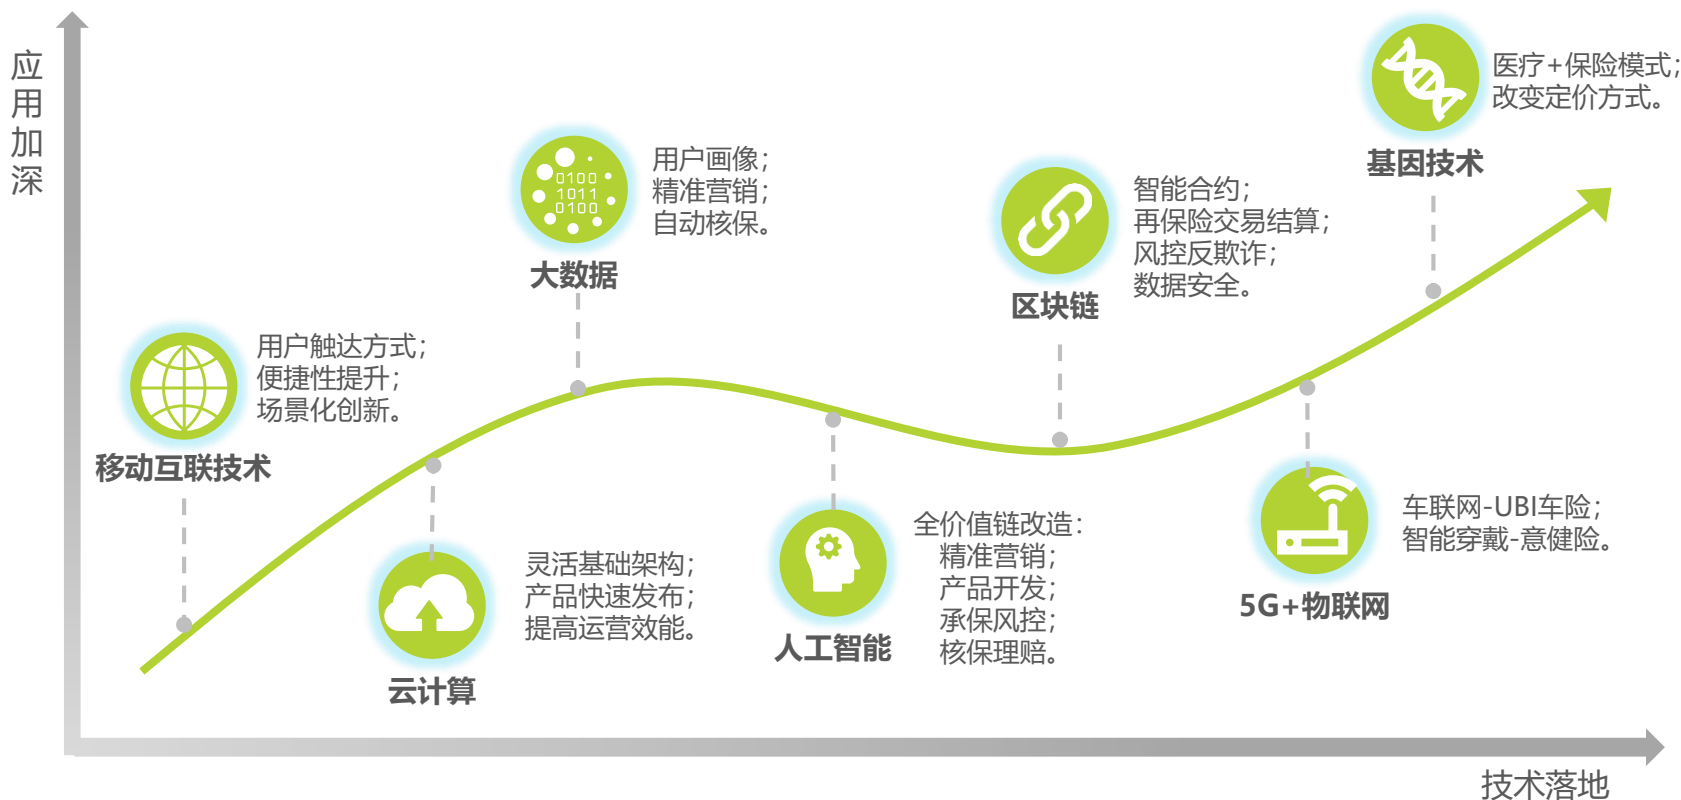 应用加深
医疗+保险模式；
改变定价方式。
基因技术
用户画像；
精准营销；
自动核保。
0100
1011
0100
大数据
智能合约；
再保险交易结算；
风控反欺诈；
数据安全。
区块链
用户触达方式；
便捷性提升；
场景化创新。
移动互联技术
灵活基础架构；
产品快速发布；
提高运营效能。
云计算
全价值链改造：
精准营销；
产品开发；
承保风控；
核保理赔。
人工智能
车联网-UBI车险；
智能穿戴-意健险。
5G+物联网
技术落地